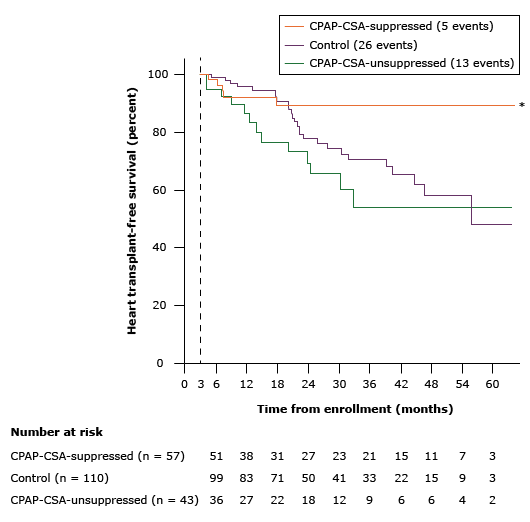 CPAP-CSA-suppressed (5 events)
Control (26 events)
CPAP-CSA-unsuppressed (13 events)
Heart transplant-free survival (percent)
100
80
60
40
20
0
*
0 3 6 12 18 24 30 36 42 48 54 60
Time from enrollment (months)
Number at risk
CPAP-CSA-suppressed (n = 57) 51 38 31 27 23 21 15 11 7 3
Control (n = 110) 99 83 71 50 41 33 22 15 9 3
CPAP-CSA-unsuppressed (n = 43) 36 27 22 18 12 9 6 6 4 2